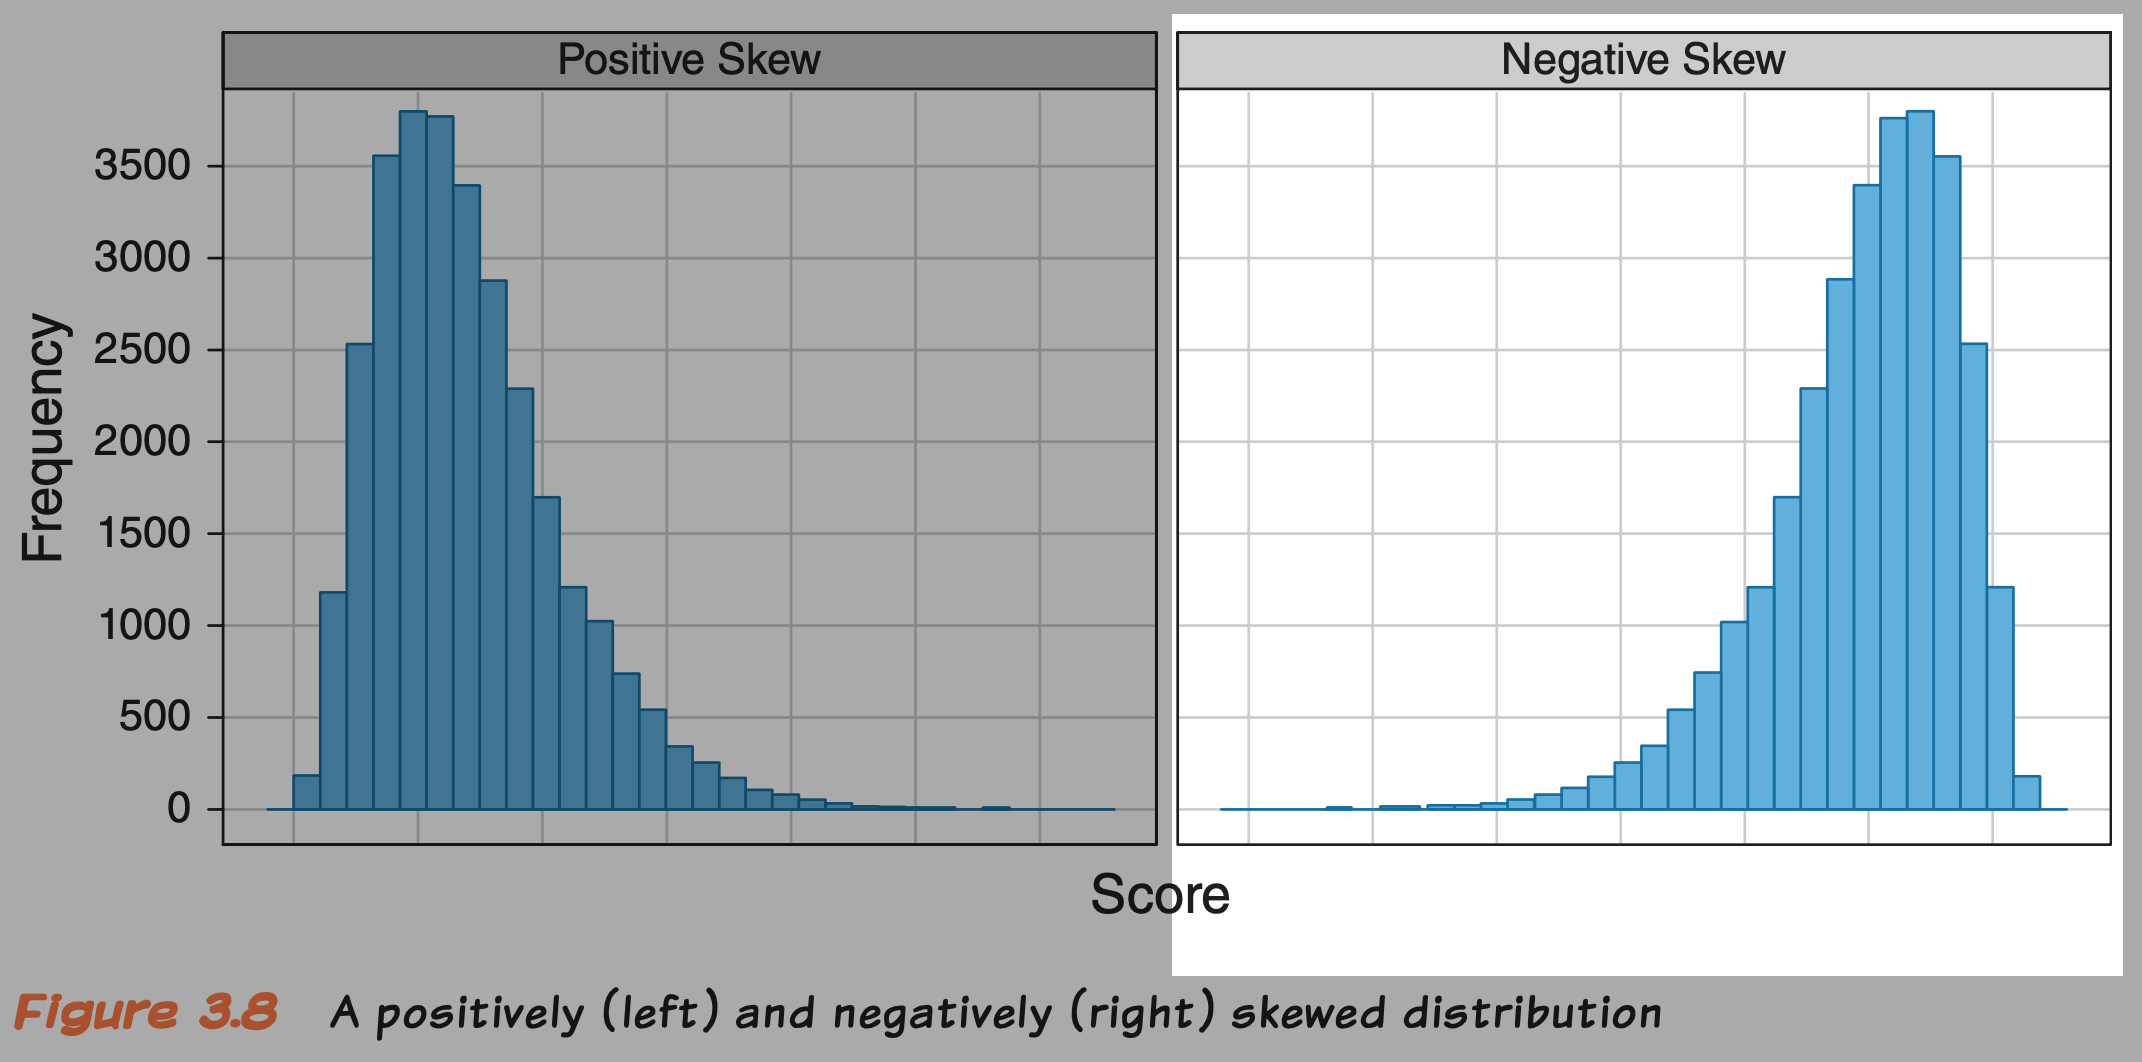 Positive Skew
Negative Skew
Frequency
3500
3000
2500
2000
1500
1000
500
0
Score
Figure 3.8 A positively (left) and negatively (right) skewed distribution